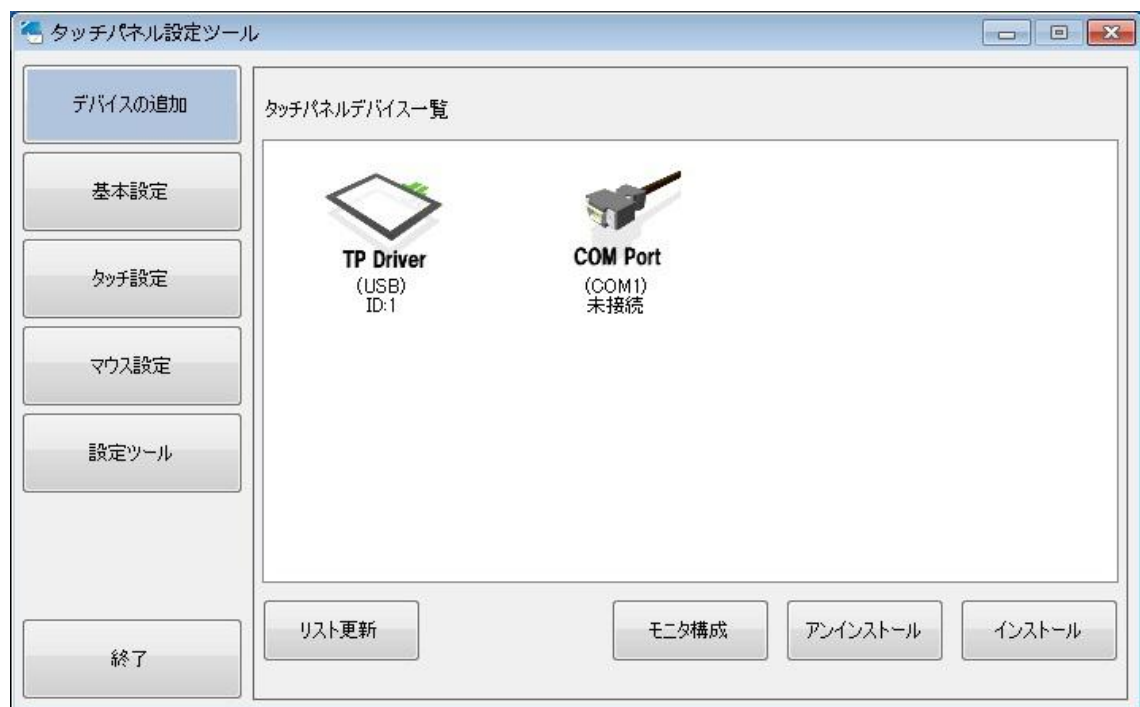 タッチパネル設定ツール
デバイスの追加
基本設定
タッチ設定
マウス設定
設定ツール
終了
タッチパネルデバイス一覧
TP Driver
(USB)
ID:1
COM Port
(COM1)
未接続
リスト更新
モニタ構成
アンインストール
インストール